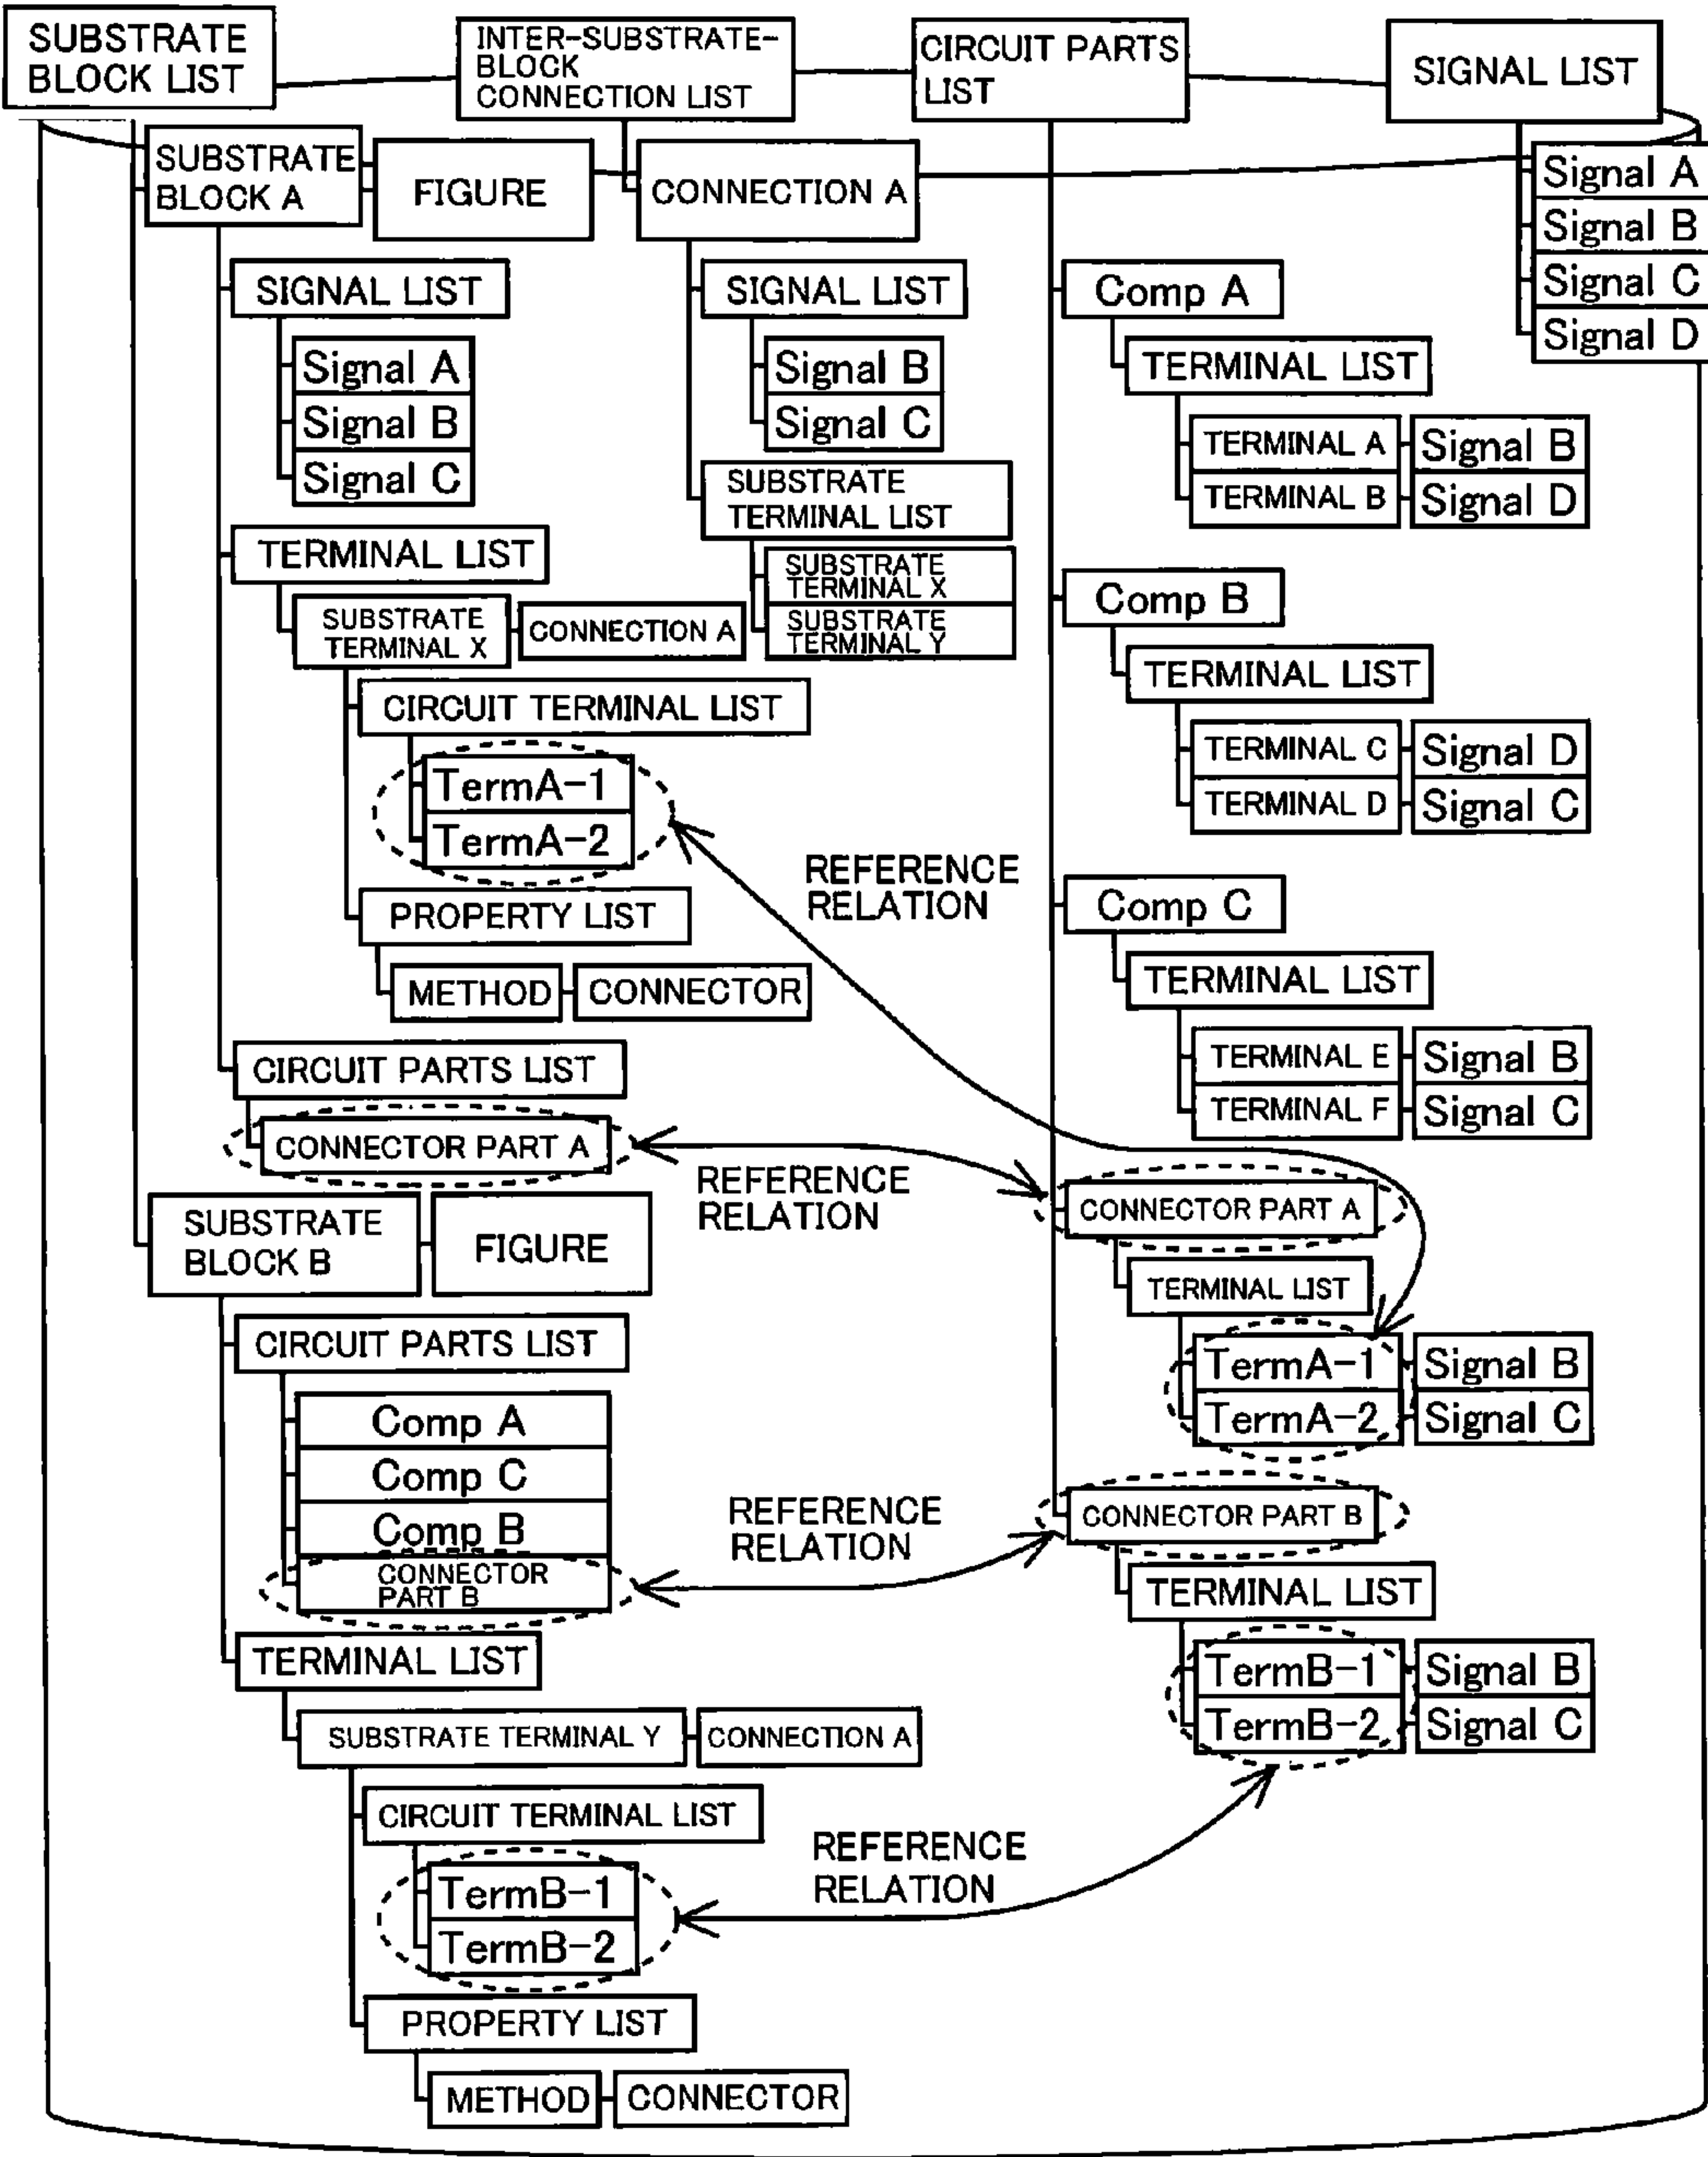 SUBSTRATE
BLOCK LIST
INTER-SUBSTRATE-
BLOCK
CONNECTION LIST
CIRCUIT PARTS
LIST
SIGNAL LIST
SUBSTRATE
BLOCK A
FIGURE
SIGNAL LIST
Signal A
Signal B
Signal C
TERMINAL LIST
SUBSTRATE
TERMINAL X
CONNECTION A
CIRCUIT TERMINAL LIST
TermA-1
TermA-2
PROPERTY LIST
METHOD
CONNECTOR
CIRCUIT PARTS LIST
CONNECTOR PART A
SUBSTRATE
BLOCK B
FIGURE
CIRCUIT PARTS LIST
Comp A
Comp C
Comp B
CONNECTOR
PART B
TERMINAL LIST
SUBSTRATE TERMINAL Y
CONNECTION A
CIRCUIT TERMINAL LIST
TermB-1
TermB-2
PROPERTY LIST
METHOD
CONNECTOR
CONNECTION A
SIGNAL LIST
Signal B
Signal C
SUBSTRATE
TERMINAL LIST
SUBSTRATE
TERMINAL X
SUBSTRATE
TERMINAL Y
REFERENCE
RELATION
REFERENCE
RELATION
REFERENCE
RELATION
REFERENCE
RELATION
Comp A
TERMINAL LIST
TERMINAL A
Signal B
TERMINAL B
Signal D
Comp B
TERMINAL LIST
TERMINAL C
Signal D
TERMINAL D
Signal C
Comp C
TERMINAL LIST
TERMINAL E
Signal B
TERMINAL F
Signal C
CONNECTOR PART A
TERMINAL LIST
TermA-1
Signal B
TermA-2
Signal C
CONNECTOR PART B
TERMINAL LIST
TermB-1
Signal B
TermB-2
Signal C
Signal A
Signal B
Signal C
Signal D